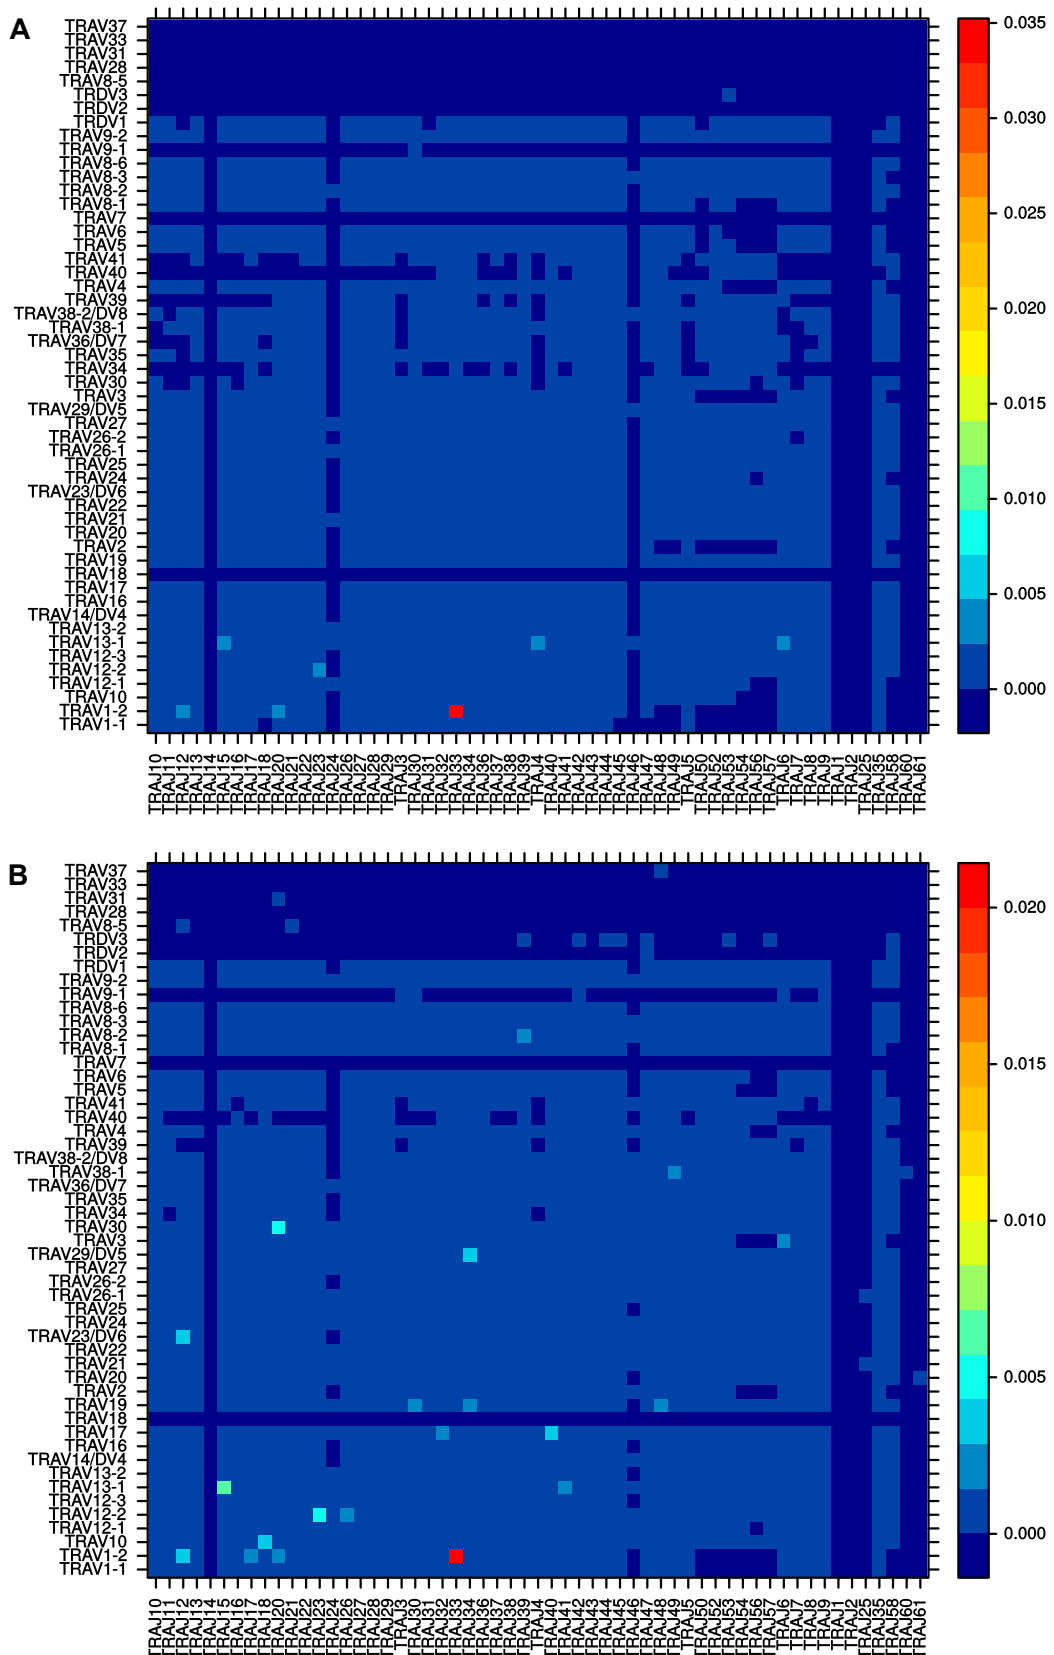 A
TRAV37
TRAV33
TRAV31
TRAV28
TRAV8-5
TRDV3
TRDV2
TRDV1
TRAV9-2
TRAV9-1
TRAV8-6
TRAV8-3
TRAV8-2
TRAV8-1
TRAV7
TRAV6
TRAV5
TRAV41
TRAV40
TRAV4
TRAV39
TRAV38-2/DV8
TRAV38-1
TRAV36/DV7
TRAV35
TRAV34
TRAV30
TRAV3
TRAV29/DV5
TRAV27
TRAV26-2
TRAV26-1
TRAV25
TRAV24
TRAV23/DV6
TRAV22
TRAV21
TRAV20
TRAV2
TRAV19
TRAV18
TRAV17
TRAV16
TRAV14/DV4
TRAV13-2
TRAV13-1
TRAV12-3
TRAV12-2
TRAV12-1
TRAV10
TRAV1-2
TRAV1-1
TRAJ10
TRAJ11
TRAJ12
TRAJ13
TRAJ14
TRAJ15
TRAJ16
TRAJ17
TRAJ18
TRAJ20
TRAJ21
TRAJ22
TRAJ23
TRAJ24
TRAJ26
TRAJ27
TRAJ28
TRAJ29
TRAJ3
TRAJ30
TRAJ31
TRAJ32
TRAJ33
TRAJ34
TRAJ36
TRAJ37
TRAJ38
TRAJ39
TRAJ4
TRAJ40
TRAJ41
TRAJ42
TRAJ43
TRAJ44
TRAJ45
TRAJ46
TRAJ47
TRAJ48
TRAJ49
TRAJ5
TRAJ50
TRAJ52
TRAJ53
TRAJ54
TRAJ56
TRAJ57
TRAJ6
TRAJ7
TRAJ8
TRAJ9
TRAJ1
TRAJ2
TRAJ25
TRAJ35
TRAJ58
TRAJ60
TRAJ61
0.035
0.030
0.025
0.020
0.015
0.010
0.005
0.000
B
TRAV37
TRAV33
TRAV31
TRAV28
TRAV8-5
TRDV3
TRDV2
TRDV1
TRAV9-2
TRAV9-1
TRAV8-6
TRAV8-3
TRAV8-2
TRAV8-1
TRAV7
TRAV6
TRAV5
TRAV41
TRAV40
TRAV4
TRAV39
TRAV38-2/DV8
TRAV38-1
TRAV36/DV7
TRAV35
TRAV34
TRAV30
TRAV3
TRAV29/DV5
TRAV27
TRAV26-2
TRAV26-1
TRAV25
TRAV24
TRAV23/DV6
TRAV22
TRAV21
TRAV20
TRAV2
TRAV19
TRAV18
TRAV17
TRAV16
TRAV14/DV4
TRAV13-2
TRAV13-1
TRAV12-3
TRAV12-2
TRAV12-1
TRAV10
TRAV1-2
TRAV1-1
TRAJ10
TRAJ11
TRAJ12
TRAJ13
TRAJ14
TRAJ15
TRAJ16
TRAJ17
TRAJ18
TRAJ20
TRAJ21
TRAJ22
TRAJ23
TRAJ24
TRAJ26
TRAJ27
TRAJ28
TRAJ29
TRAJ3
TRAJ30
TRAJ31
TRAJ32
TRAJ33
TRAJ34
TRAJ36
TRAJ37
TRAJ38
TRAJ39
TRAJ4
TRAJ40
TRAJ41
TRAJ42
TRAJ43
TRAJ44
TRAJ45
TRAJ46
TRAJ47
TRAJ48
TRAJ49
TRAJ5
TRAJ50
TRAJ52
TRAJ53
TRAJ54
TRAJ56
TRAJ57
TRAJ6
TRAJ7
TRAJ8
TRAJ9
TRAJ1
TRAJ2
TRAJ25
TRAJ35
TRAJ58
TRAJ60
TRAJ61
0.020
0.015
0.010
0.005
0.000